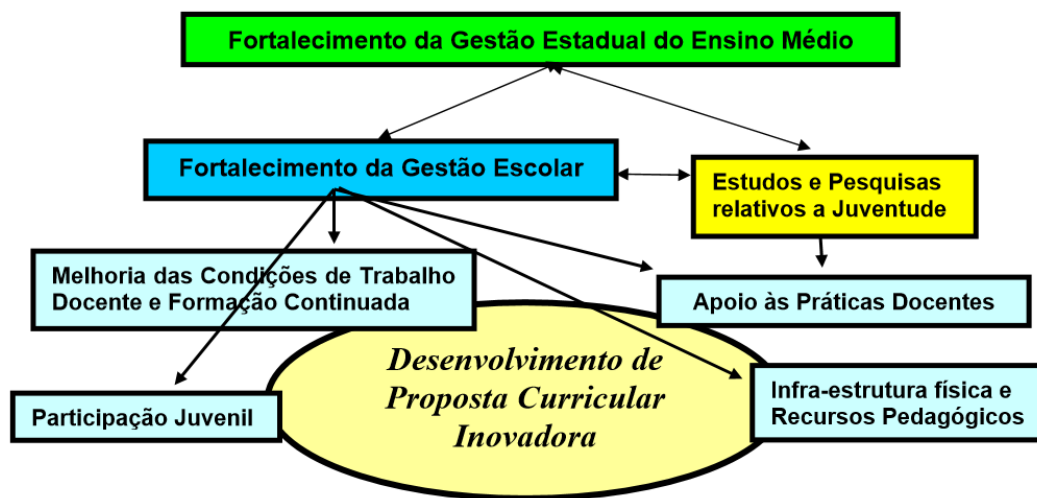 Fortalecimento da Gestão Estadual do Ensino Médio
Fortalecimento da Gestão Escolar
Estudos e Pesquisas
relativos a Juventude
Melhoria das Condições de Trabalho
Docente e Formação Continuada
Apoio às Práticas Docentes
Desenvolvimento de
Proposta Curricular
Inovadora
Participação Juvenil
Infra-estrutura física e
Recursos Pedagógicos